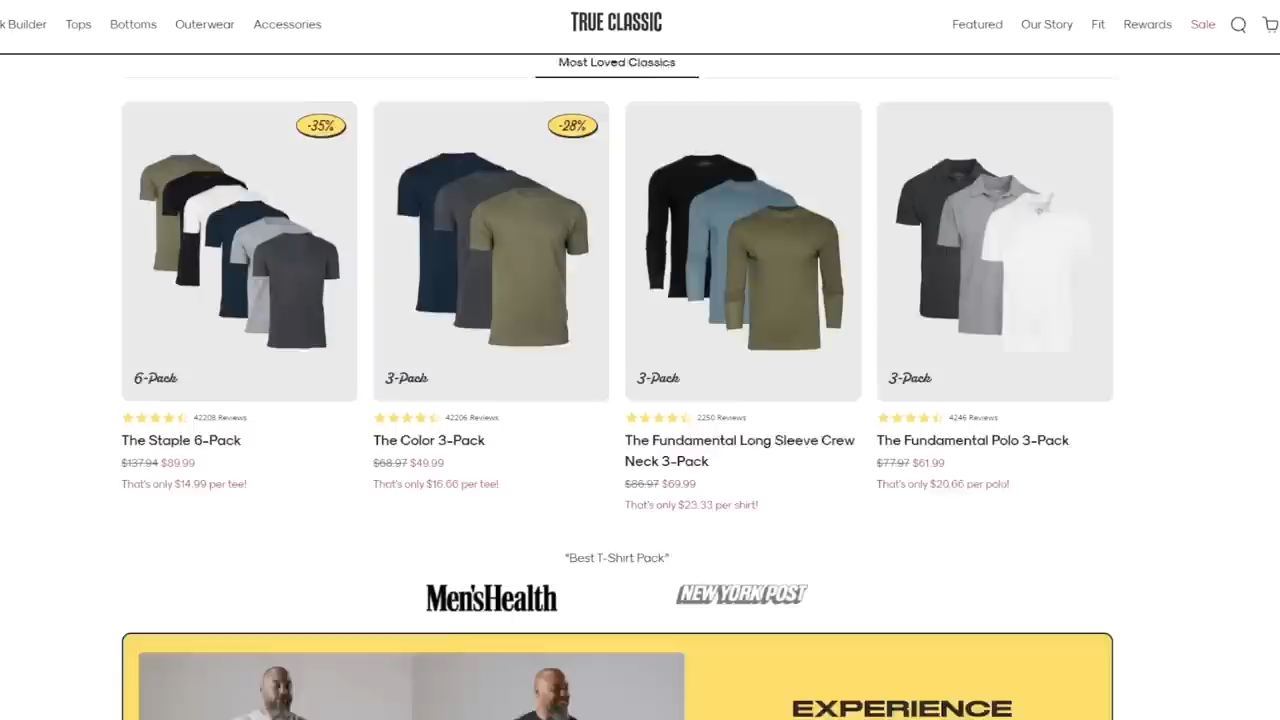 k Builder Tops Bottoms Outerwear Accessories TRUE CLASSIC Featured Our Story Fit Rewards Sale
Most Loved Classics
-35%
6-Pack
42208 Reviews
The Staple 6-Pack
$137.94 $89.99
That's only $14.99 per tee!
-28%
3-Pack
42206 Reviews
The Color 3-Pack
$68.97 $49.99
That's only $16.66 per tee!
3-Pack
2250 Reviews
The Fundamental Long Sleeve Crew
Neck 3-Pack
$86.97 $69.99
That's only $23.33 per shirt!
3-Pack
4246 Reviews
The Fundamental Polo 3-Pack
$77.97 $61.99
That's only $20.66 per polo!
"Best T-Shirt Pack"
Men'sHealth
NEW YORK POST
EXPERIENCE